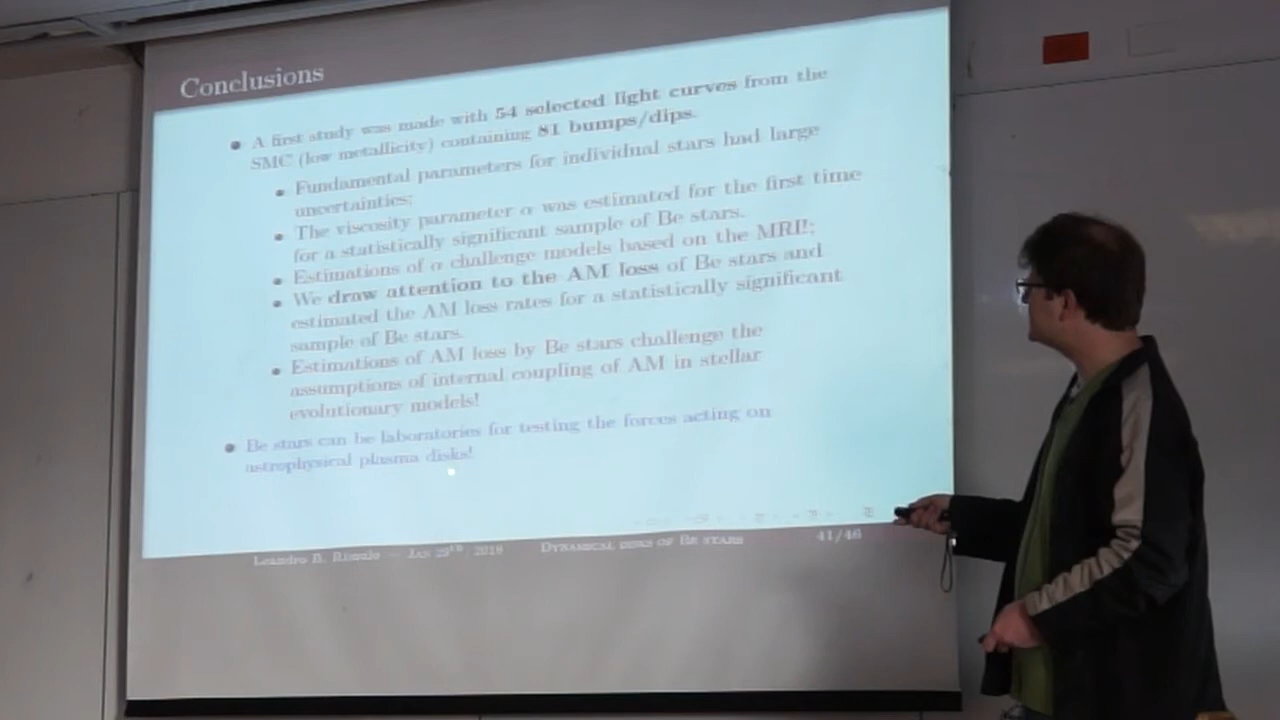 Conclusions
A first study was made with 54 selected light curves from the
SMC (low metallicity) containing 81 bumps/dips.
Fundamental parameters for individual stars had large
uncertainties;
The viscosity parameter α was estimated for the first time
for a statistically significant sample of Be stars.
Estimations of α challenge models based on the MRI!;
We draw attention to the AM loss of Be stars and
estimated the AM loss rates for a statistically significant
sample of Be stars.
Estimations of AM loss by Be stars challenge the
assumptions of internal coupling of AM in stellar
evolutionary models!
Be stars can be laboratories for testing the forces acting on
astrophysical plasma disks!
Leandro R. — Jan 29th, 2018 Dynamical disks of Be stars 41/46